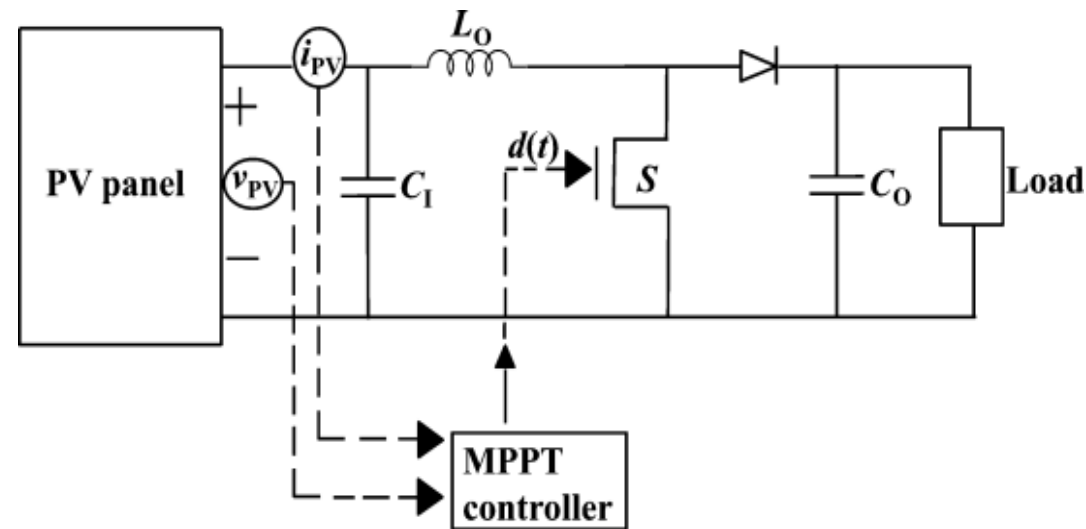 L_O
i_PV
+
d(t)
PV panel
v_PV
C_I
S
C_O
Load
−
MPPT
controller